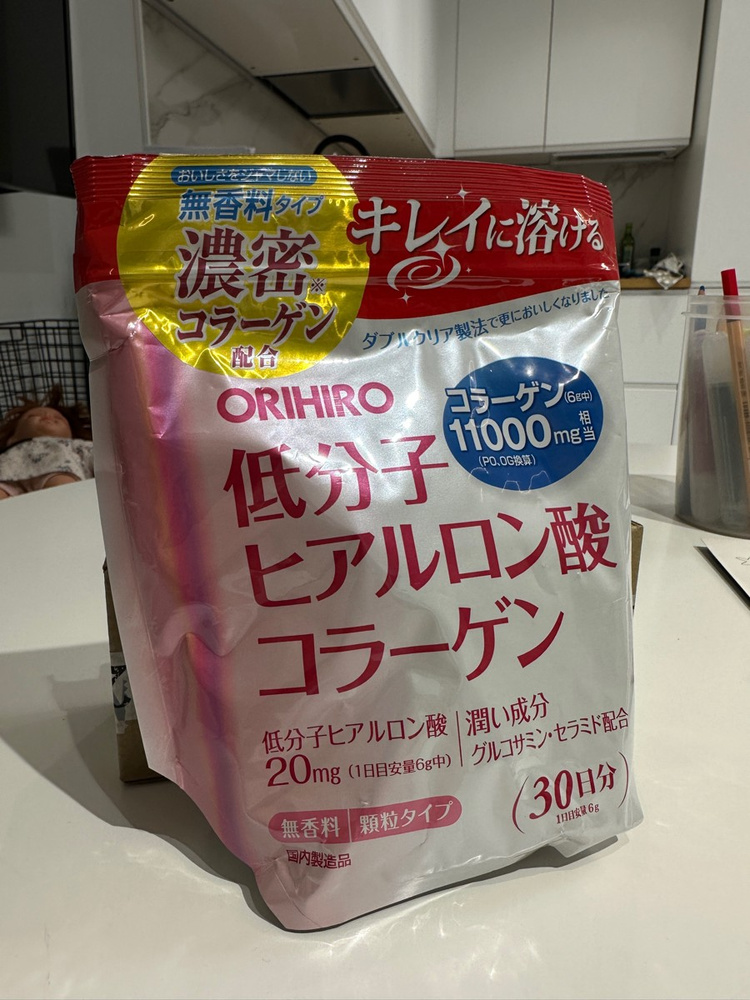 おいしさをジャマしない
無香料タイプ
濃密※
コラーゲン
配合
キレイに溶ける
ダブルクリア製法で更においしくなりました
ORIHIRO
コラーゲン(6g中)
11000mg相当
(PO、OG換算)
低分子
ヒアルロン酸
コラーゲン
低分子ヒアルロン酸
20mg(1日目安量6g中)
潤い成分
グルコサミン・セラミド配合
(30日分)
1日目安量6g
無香料 顆粒タイプ
国内製造品